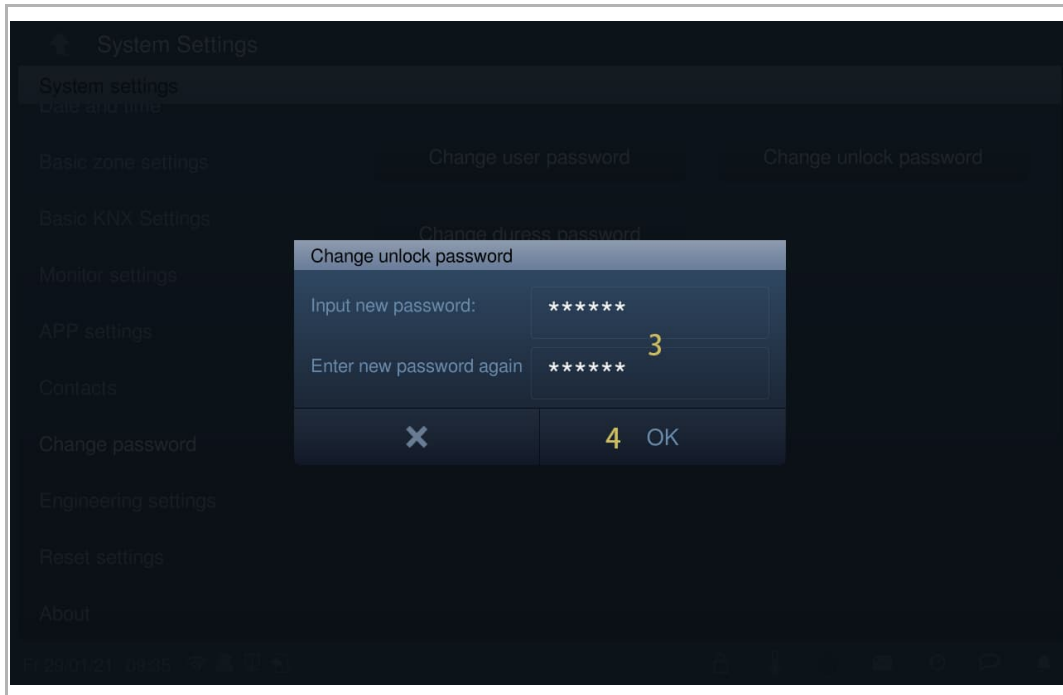 System Settings
System settings
Date and time
Basic zone settings
Change user password
Change unlock password
Basic KNX Settings
Change duress password
Change unlock password
Monitor settings
Input new password:
******
APP settings
3
Enter new password again
******
Contacts
Change password
4 OK
Engineering settings
Reset settings
About